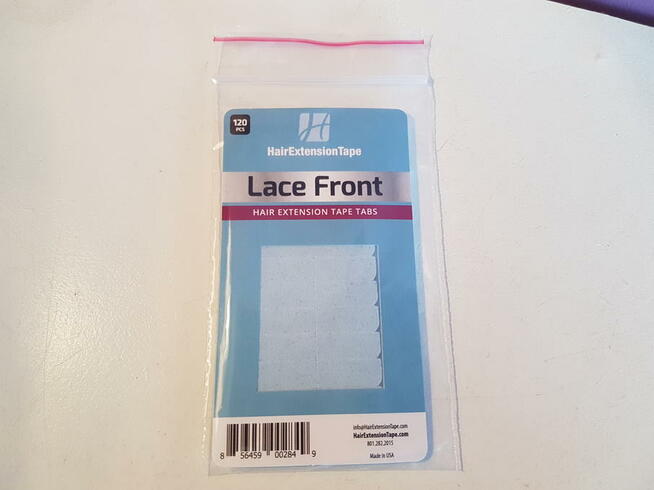 120
PCS
H
HairExtensionTape
Lace Front
HAIR EXTENSION TAPE TABS
info@HairExtensionTape.com
HairExtensionTape.com
801.282.2015
Made in USA
8 56459 00284 9